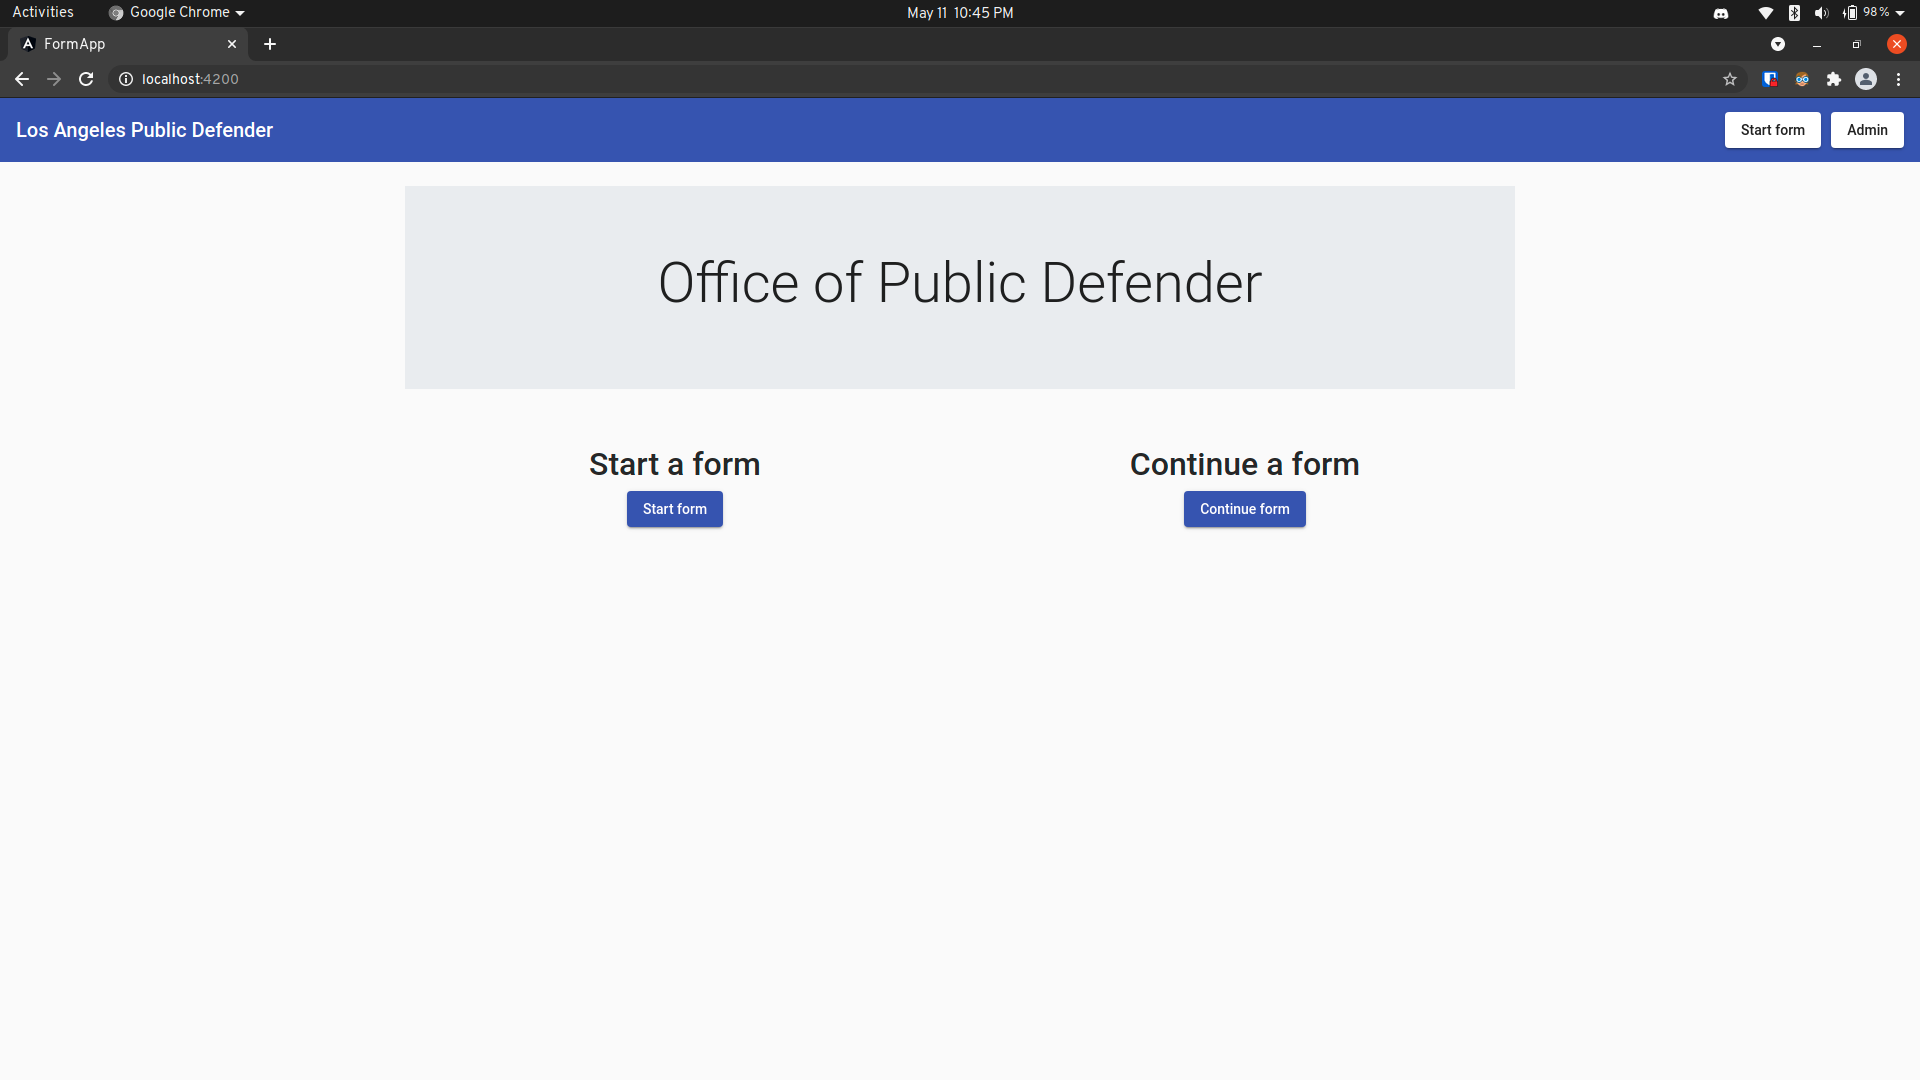 Activities Google Chrome May 11 10:45 PM 98 %
FormApp
localhost:4200
Los Angeles Public Defender Start form Admin
Office of Public Defender
Start a form Continue a form
Start form Continue form